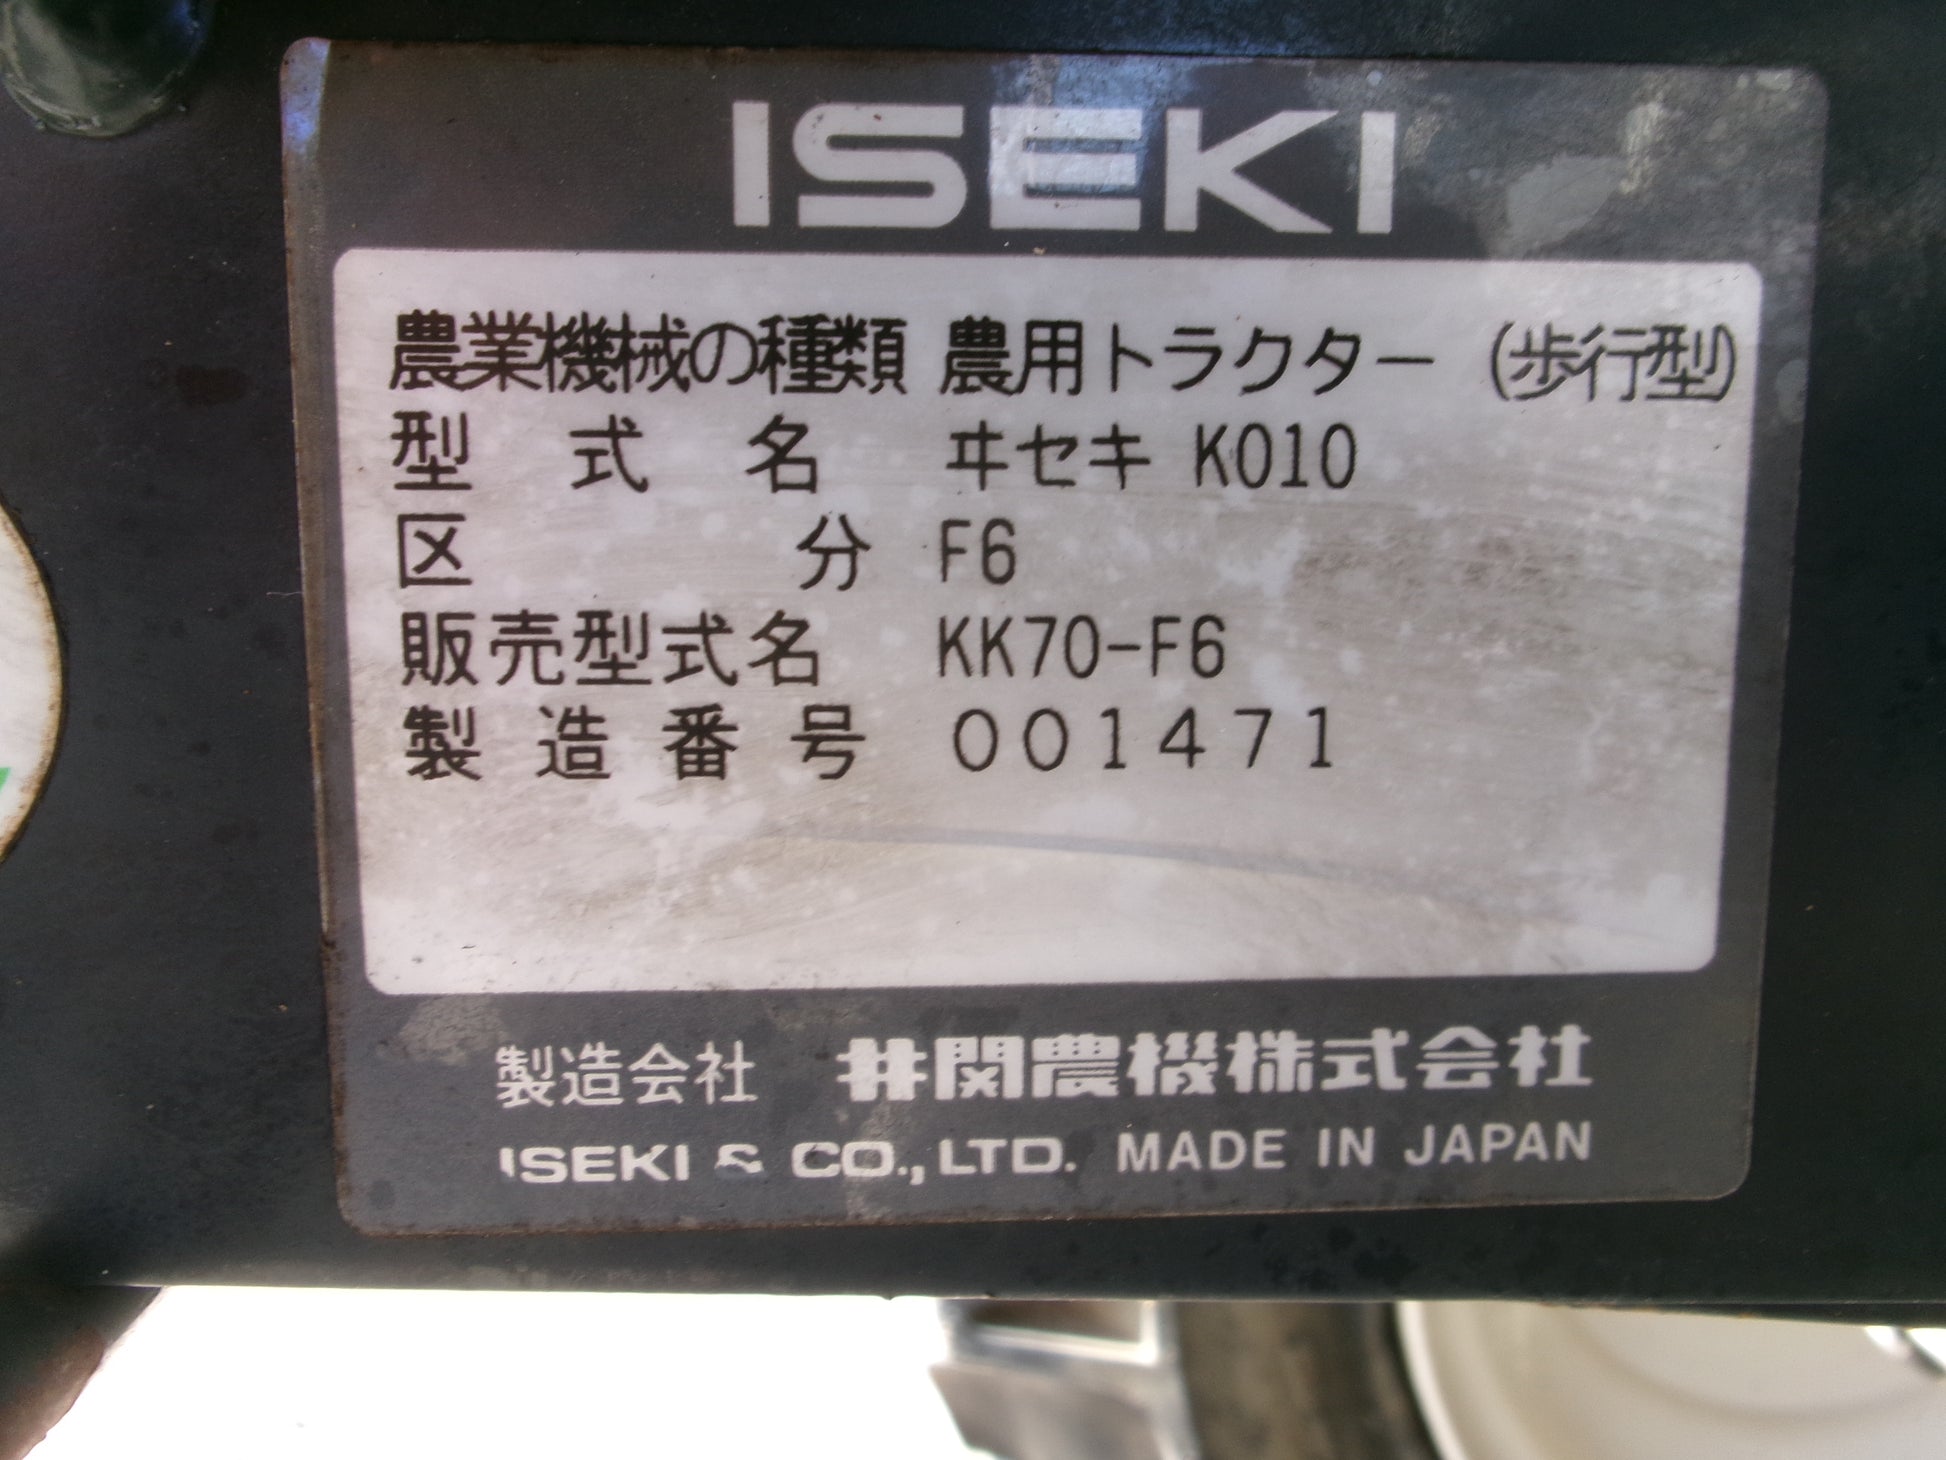 ISEKI
農業機械の種類 農用トラクター (歩行型)
型式名 ヰセキ K010
区分 F6
販売型式名 KK70-F6
製造番号 001471
製造会社 井関農機株式会社
ISEKI & CO., LTD. MADE IN JAPAN